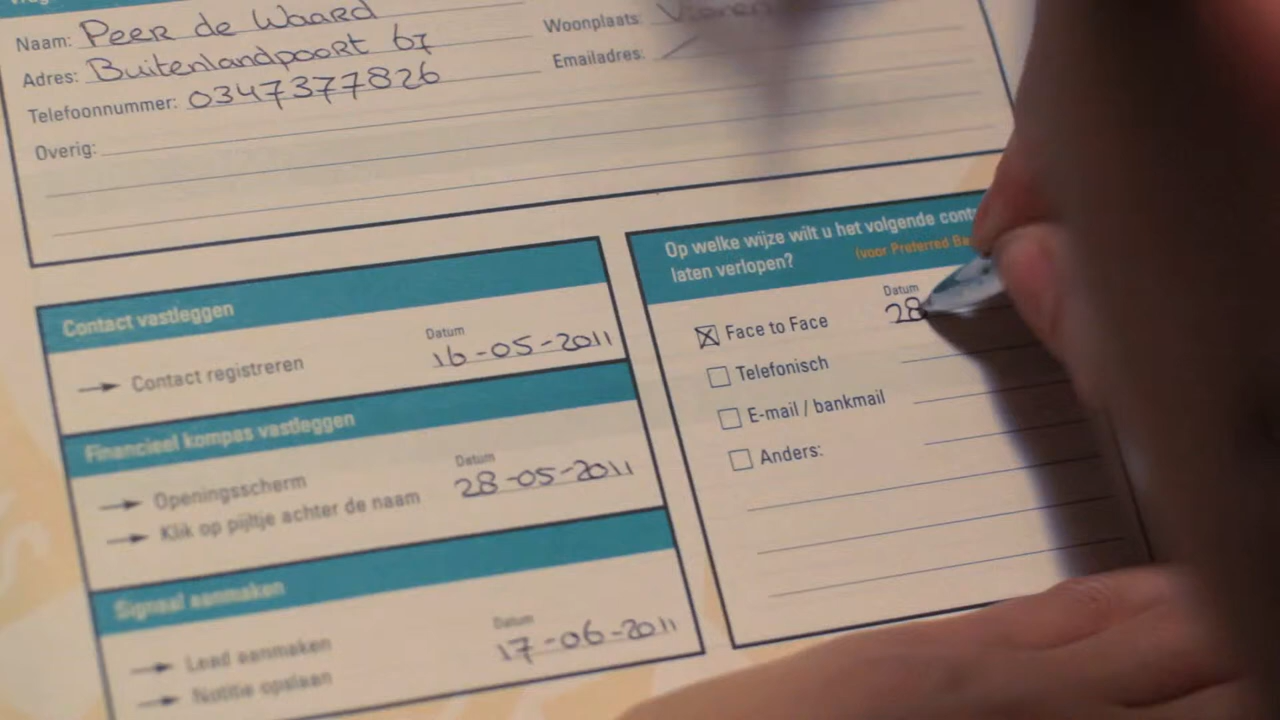 Naam: Peer de Waard
Adres: Buitenlandpoort 67
Telefoonnummer: 0347377826
Overig:
Woonplaats: Vianen
Emailadres: /
Contact vastleggen
Datum
→ Contact registreren 16-05-2011
Financieel kompas vastleggen
Datum
→ Openingsscherm
→ Klik op pijltje achter de naam 28-05-2011
Signaal aanmaken
Datum
→ Lead aanmaken
→ Notitie opslaan 17-06-2011
Op welke wijze wilt u het volgende
laten verlopen? (voor Preferred
Datum
Face to Face 28
Telefonisch
E-mail / bankmail
Anders: